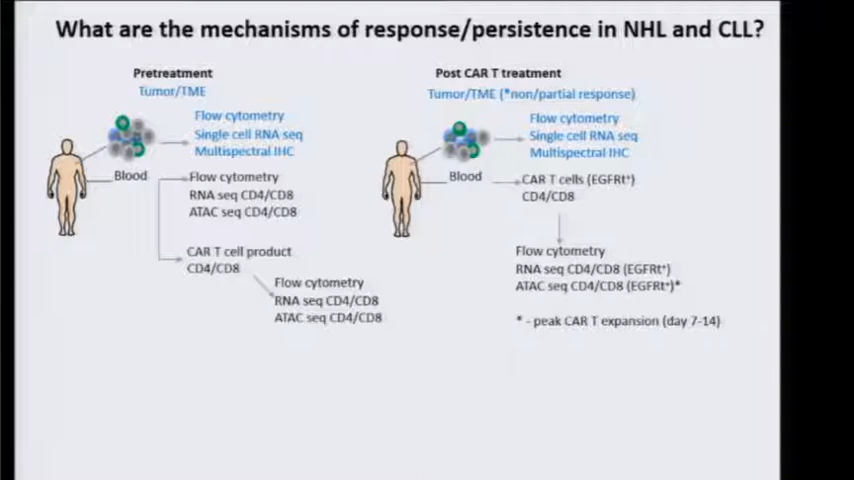 What are the mechanisms of response/persistence in NHL and CLL?
Pretreatment
Tumor/TME
Flow cytometry
Single cell RNA seq
Multispectral IHC
Blood
Flow cytometry
RNA seq CD4/CD8
ATAC seq CD4/CD8
CAR T cell product
CD4/CD8
Flow cytometry
RNA seq CD4/CD8
ATAC seq CD4/CD8
Post CAR T treatment
Tumor/TME (*non/partial response)
Flow cytometry
Single cell RNA seq
Multispectral IHC
Blood
CAR T cells (EGFRt⁺)
CD4/CD8
Flow cytometry
RNA seq CD4/CD8 (EGFRt⁺)
ATAC seq CD4/CD8 (EGFRt⁺)*
* - peak CAR T expansion (day 7-14)